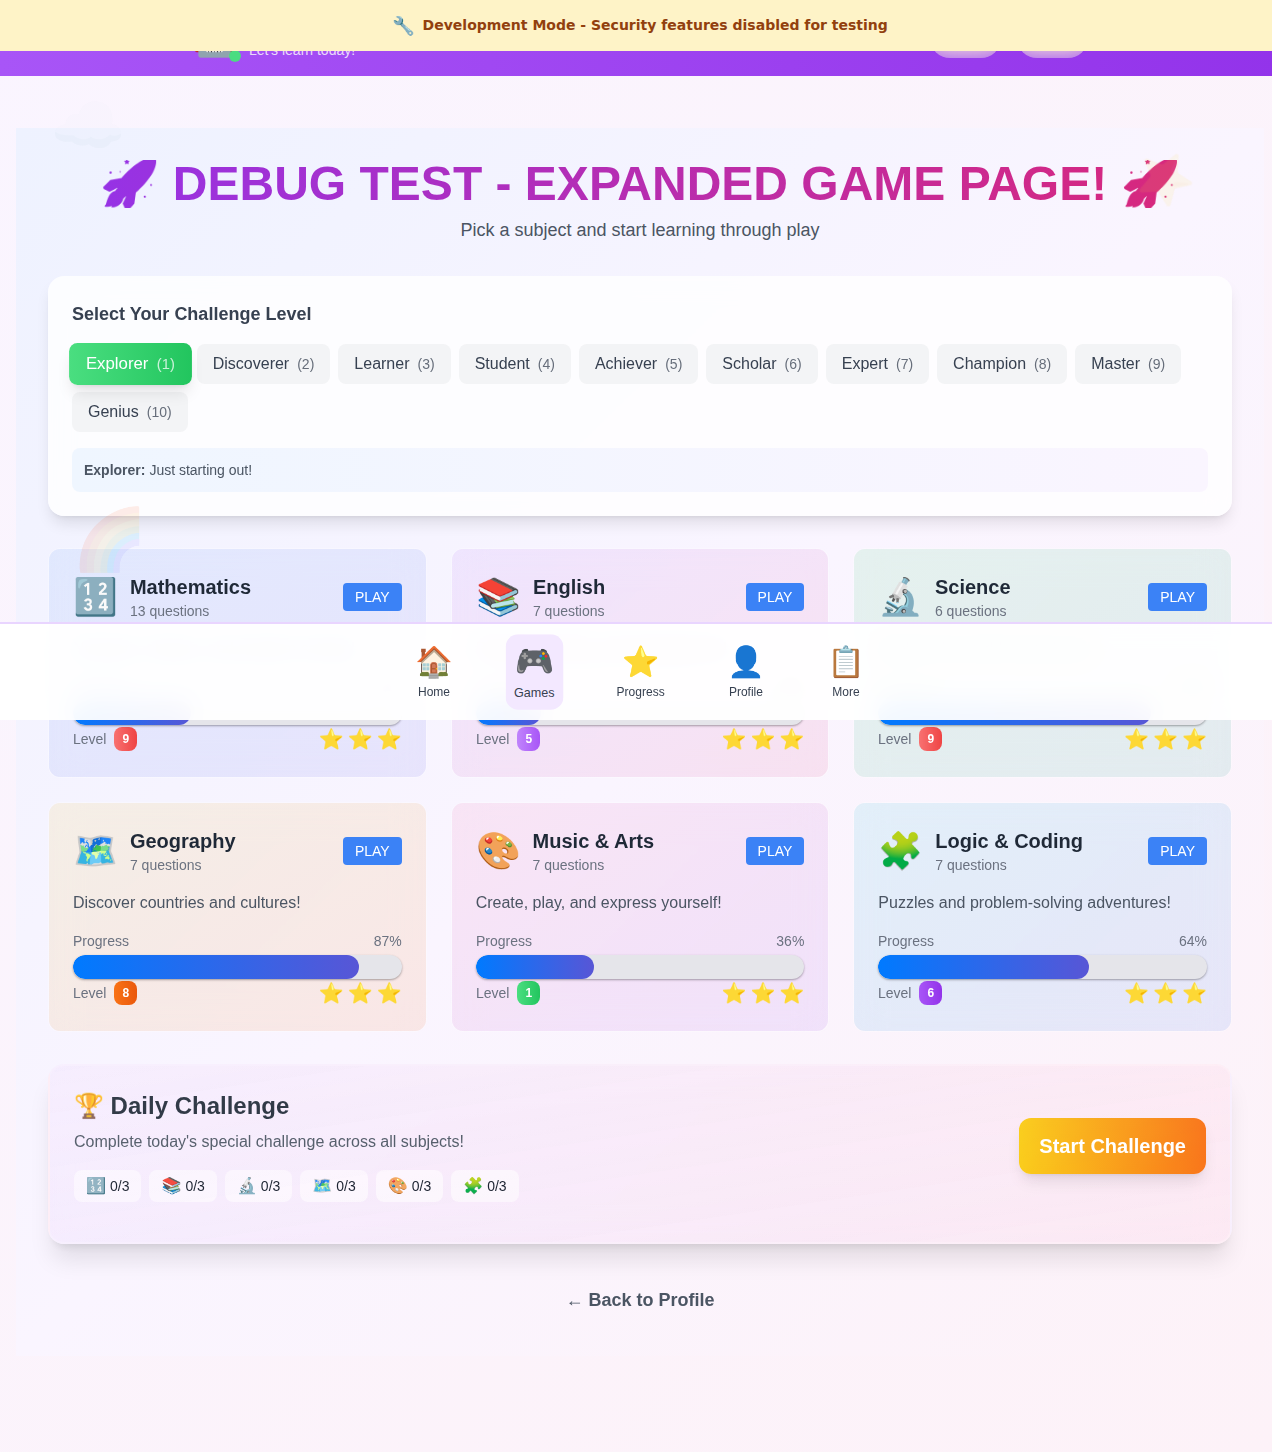 Development Mode - Security features disabled for testing
Let's learn today!
DEBUG TEST - EXPANDED GAME PAGE!
Pick a subject and start learning through play
Select Your Challenge Level
Explorer (1) Discoverer (2) Learner (3) Student (4) Achiever (5) Scholar (6) Expert (7) Champion (8) Master (9)
Genius (10)
Explorer: Just starting out!
Mathematics PLAY English PLAY Science PLAY
13 questions 7 questions 6 questions
Home Games Progress Profile More
Level 9 Level 5 Level 9
Geography PLAY Music & Arts PLAY Logic & Coding PLAY
7 questions 7 questions 7 questions
Discover countries and cultures! Create, play, and express yourself! Puzzles and problem-solving adventures!
Progress 87% Progress 36% Progress 64%
Level 8 Level 1 Level 6
Daily Challenge
Complete today's special challenge across all subjects!
Start Challenge
0/3 0/3 0/3 0/3 0/3 0/3
← Back to Profile